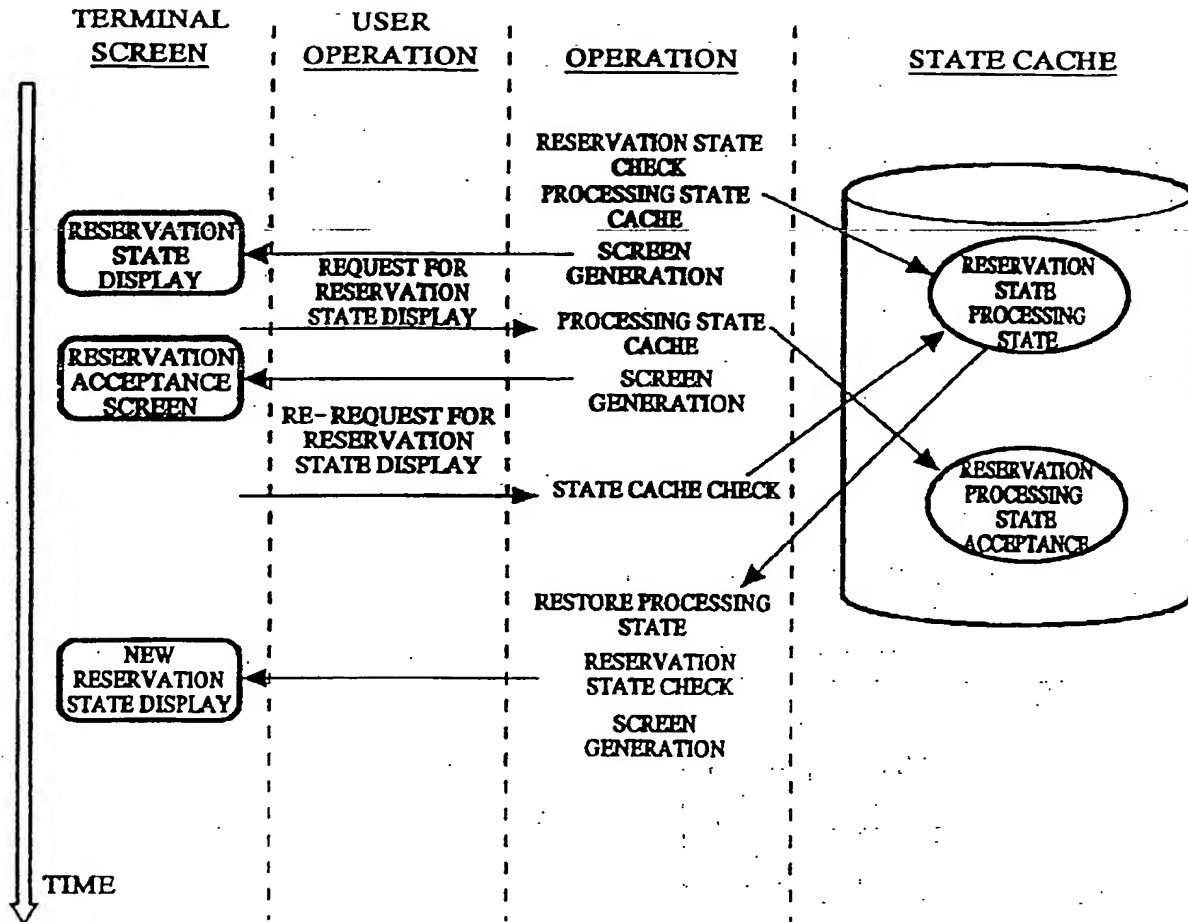 TERMINAL
SCREEN
USER
OPERATION
OPERATION
STATE CACHE
RESERVATION STATE
CHECK
PROCESSING STATE
CACHE
SCREEN
GENERATION
RESERVATION
STATE
DISPLAY
REQUEST FOR
RESERVATION
STATE DISPLAY
RESERVATION
STATE
PROCESSING
STATE
PROCESSING STATE
CACHE
SCREEN
GENERATION
RESERVATION
ACCEPTANCE
SCREEN
RE-REQUEST FOR
RESERVATION
STATE DISPLAY
STATE CACHE CHECK
RESERVATION
PROCESSING
STATE
ACCEPTANCE
RESTORE PROCESSING
STATE
RESERVATION
STATE CHECK
SCREEN
GENERATION
NEW
RESERVATION
STATE DISPLAY
TIME